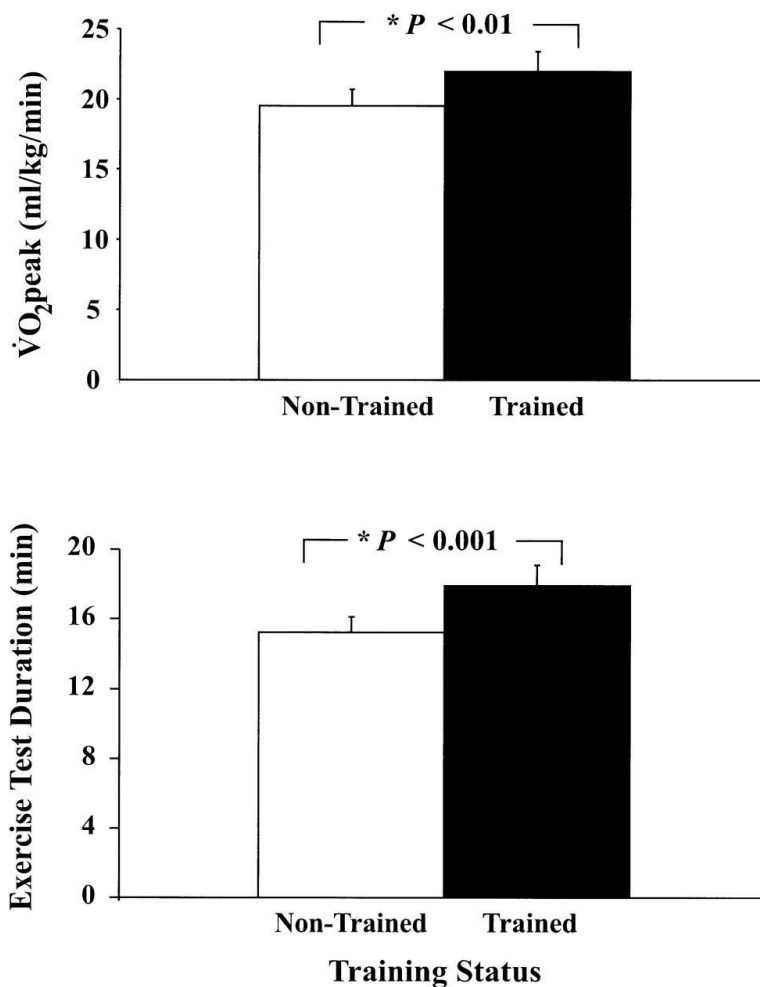 * P < 0.01
25
20
15
10
5
0
V̇O₂peak (ml/kg/min)
Non-Trained Trained
* P < 0.001
20
16
12
8
4
0
Exercise Test Duration (min)
Non-Trained Trained
Training Status